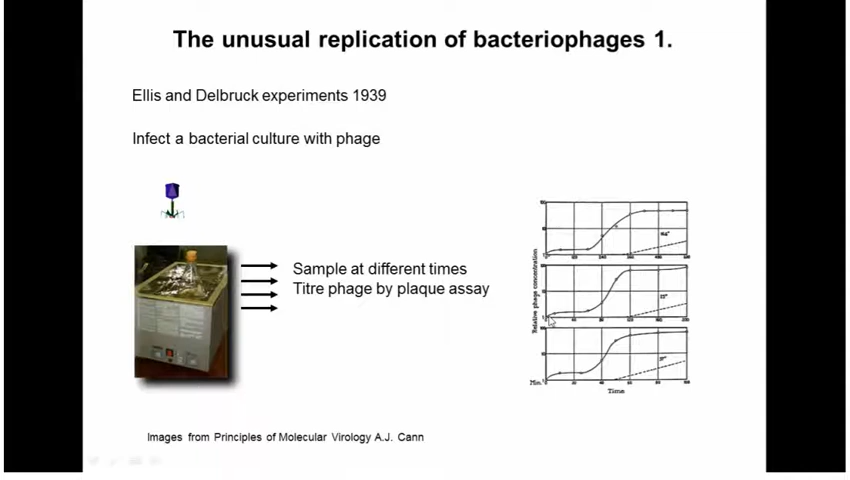 The unusual replication of bacteriophages 1.
Ellis and Delbruck experiments 1939
Infect a bacterial culture with phage
Sample at different times
Titre phage by plaque assay
Relative phage concentration
Min.
Time
Images from Principles of Molecular Virology A.J. Cann